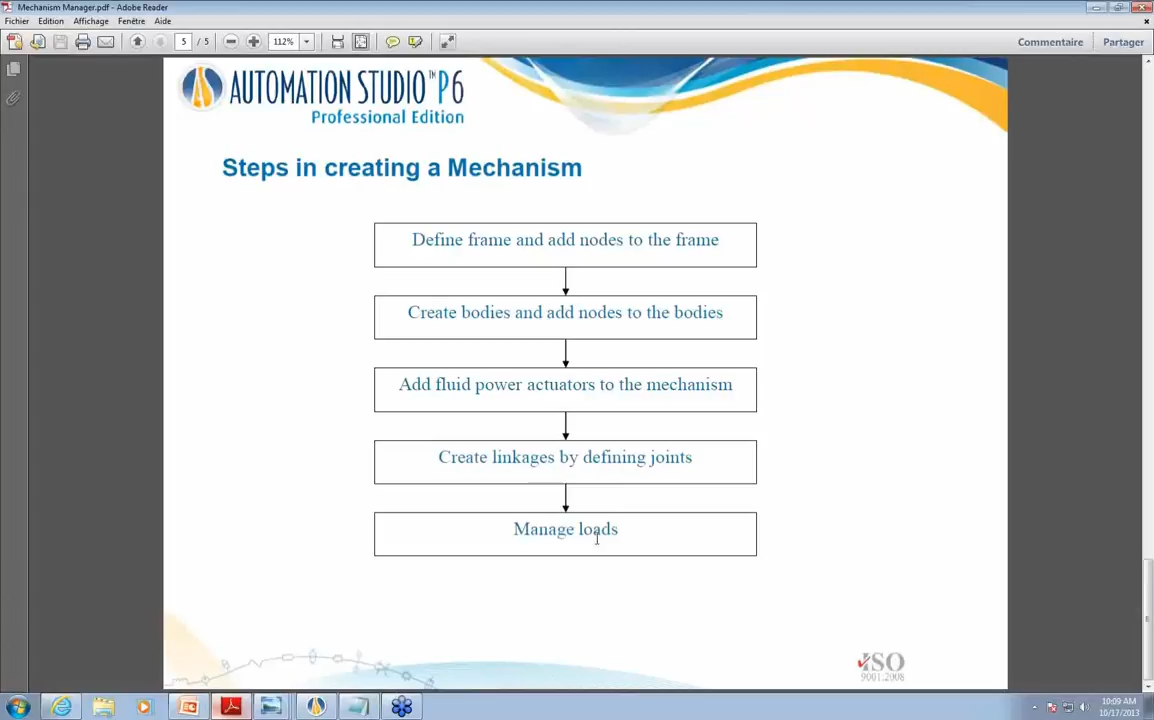 Mechanism Manager.pdf - Adobe Reader
Fichier Edition Affichage Fenêtre Aide
5 / 5 112% Commentaire Partager
AUTOMATION STUDIO™ P6
Professional Edition
Steps in creating a Mechanism
Define frame and add nodes to the frame
Create bodies and add nodes to the bodies
Add fluid power actuators to the mechanism
Create linkages by defining joints
Manage loads
ISO
9001:2008
10:09 AM
10/17/2013